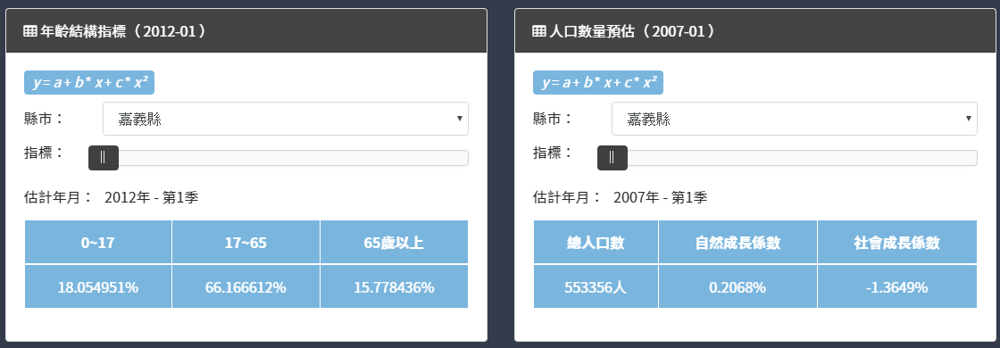 年齡結構指標（ 2012-01 ）
y = a + b* x + c* x²
縣市：
嘉義縣
指標：
估計年月： 2012年 - 第1季
0~17 17~65 65歲以上
18.054951% 66.166612% 15.778436%
人口數量預估（ 2007-01 ）
y = a + b* x + c* x²
縣市：
嘉義縣
指標：
估計年月： 2007年 - 第1季
總人口數 自然成長係數 社會成長係數
553356人 0.2068% -1.3649%